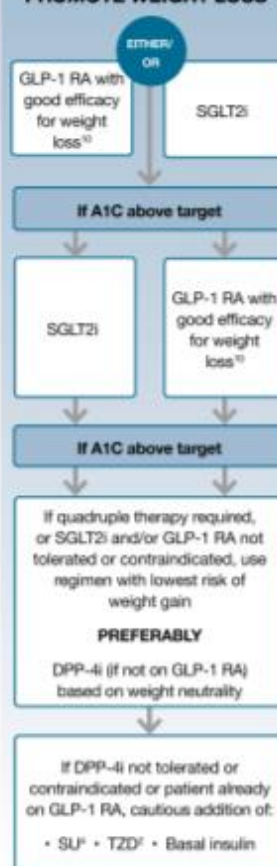 PROMOTE WEIGHT LOSS
EITHER/
OR
GLP-1 RA with
good efficacy
for weight
loss¹⁰
SGLT2i
If A1C above target
SGLT2i
GLP-1 RA with
good efficacy
for weight
loss¹⁰
If A1C above target
If quadruple therapy required,
or SGLT2i and/or GLP-1 RA not
tolerated or contraindicated, use
regimen with lowest risk of
weight gain
PREFERABLY
DPP-4i (if not on GLP-1 RA)
based on weight neutrality
If DPP-4i not tolerated or
contraindicated or patient already
on GLP-1 RA, cautious addition of:
• SU⁶ • TZD⁵ • Basal insulin